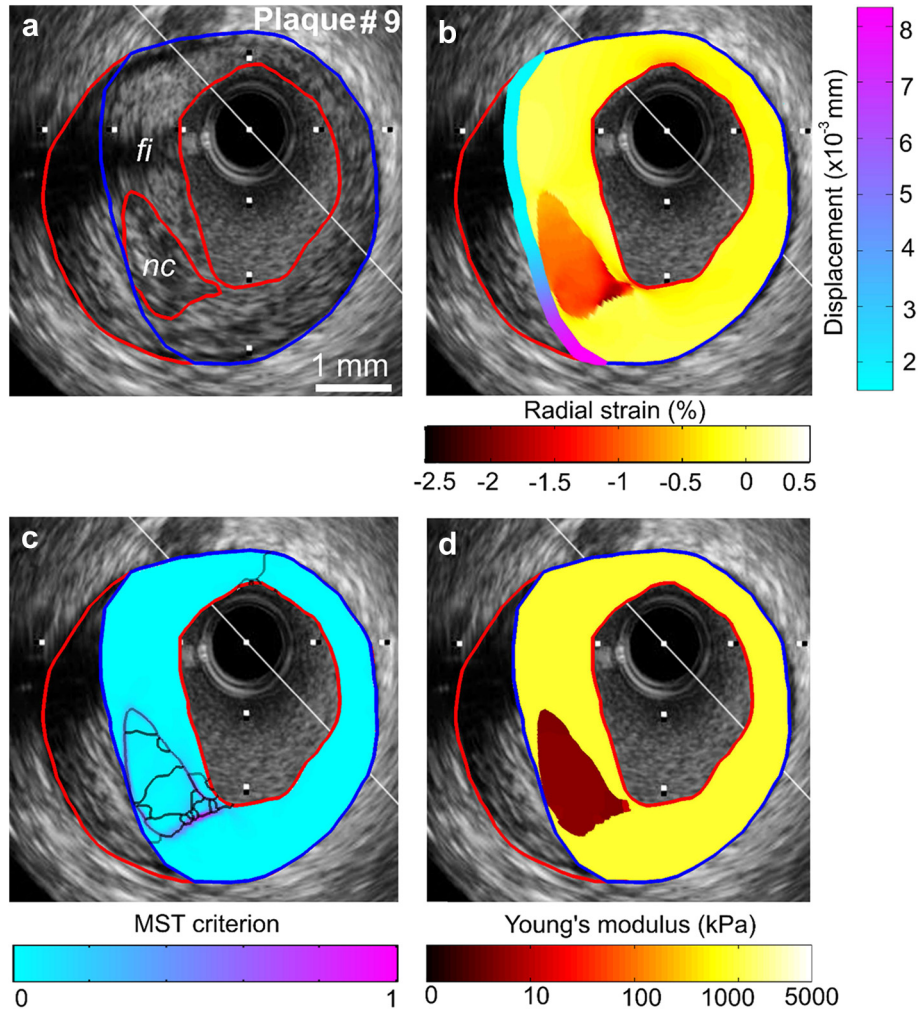 a
Plaque # 9
fi
nc
1 mm
b
Displacement (x10⁻³ mm)
8
7
6
5
4
3
2
Radial strain (%)
-2.5 -2 -1.5 -1 -0.5 0 0.5
c
MST criterion
0 1
d
Young's modulus (kPa)
0 10 100 1000 5000